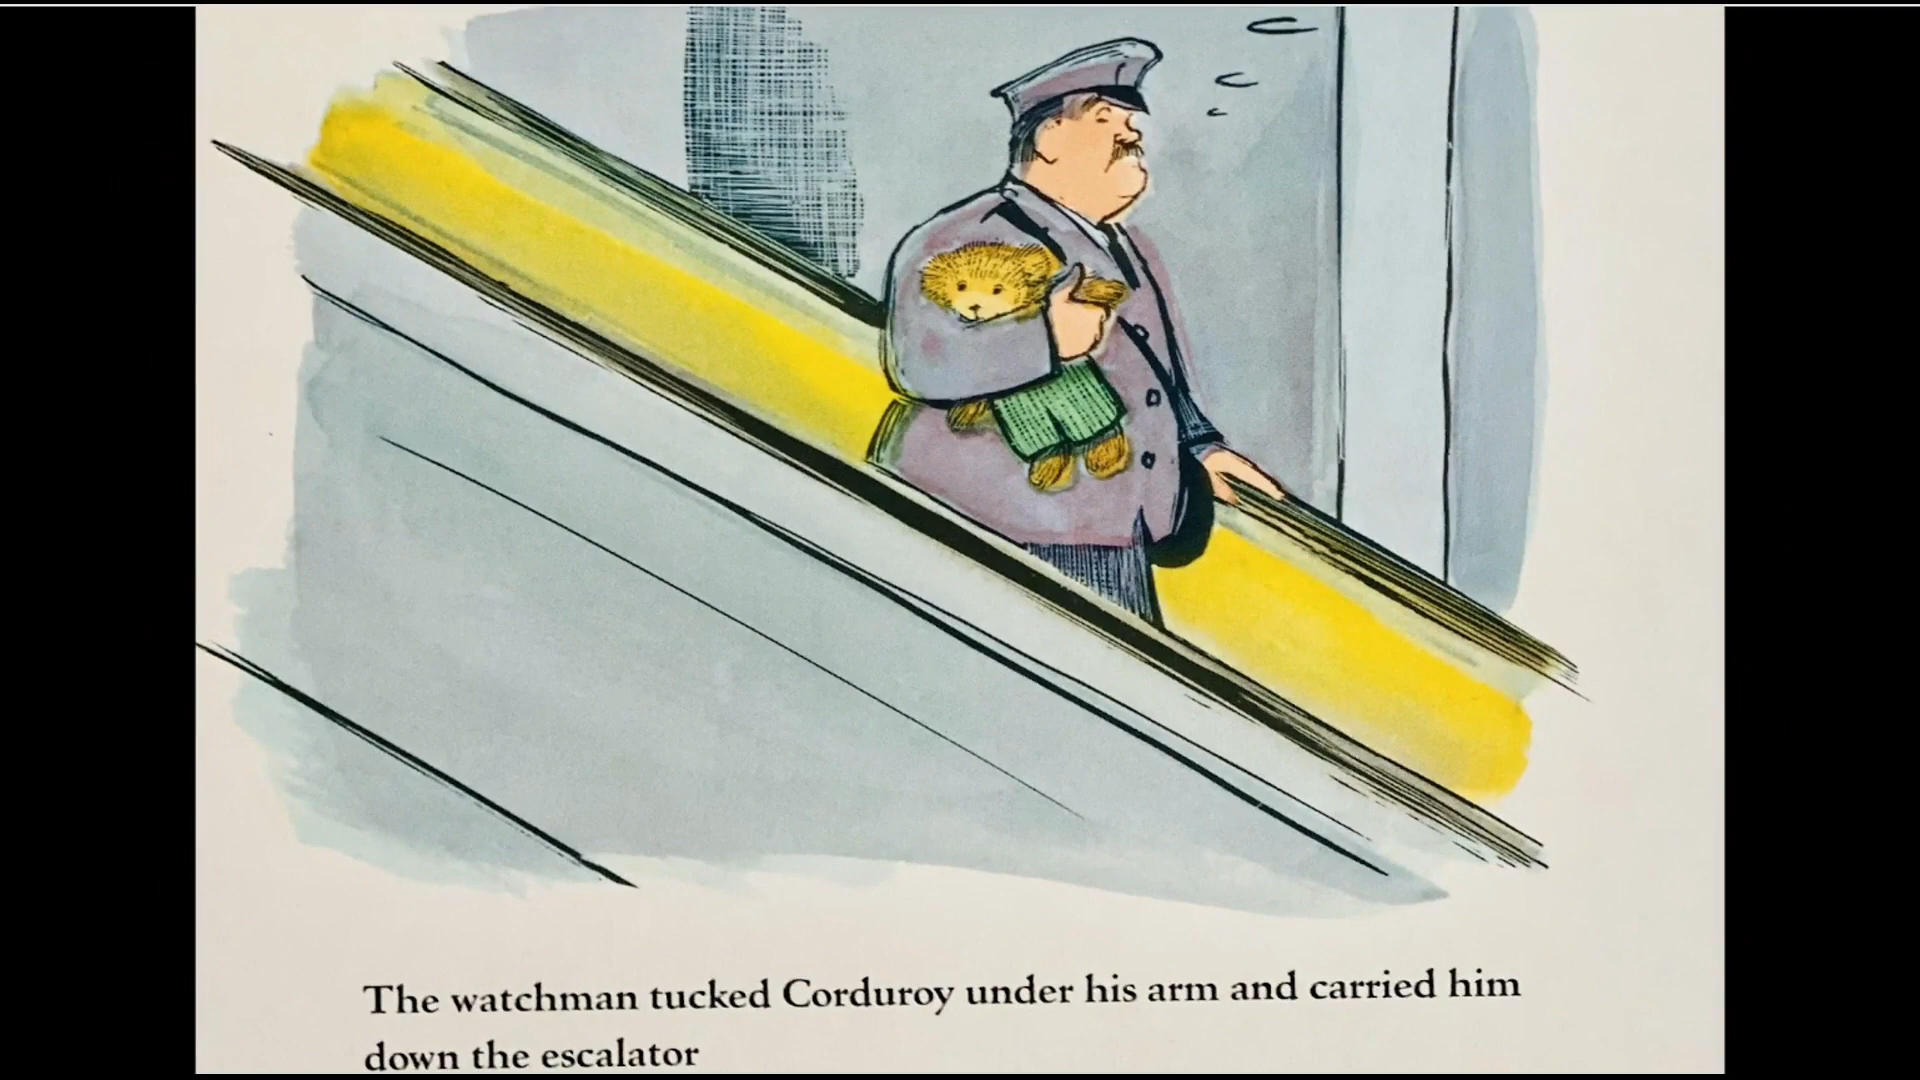 The watchman tucked Corduroy under his arm and carried him
down the escalator